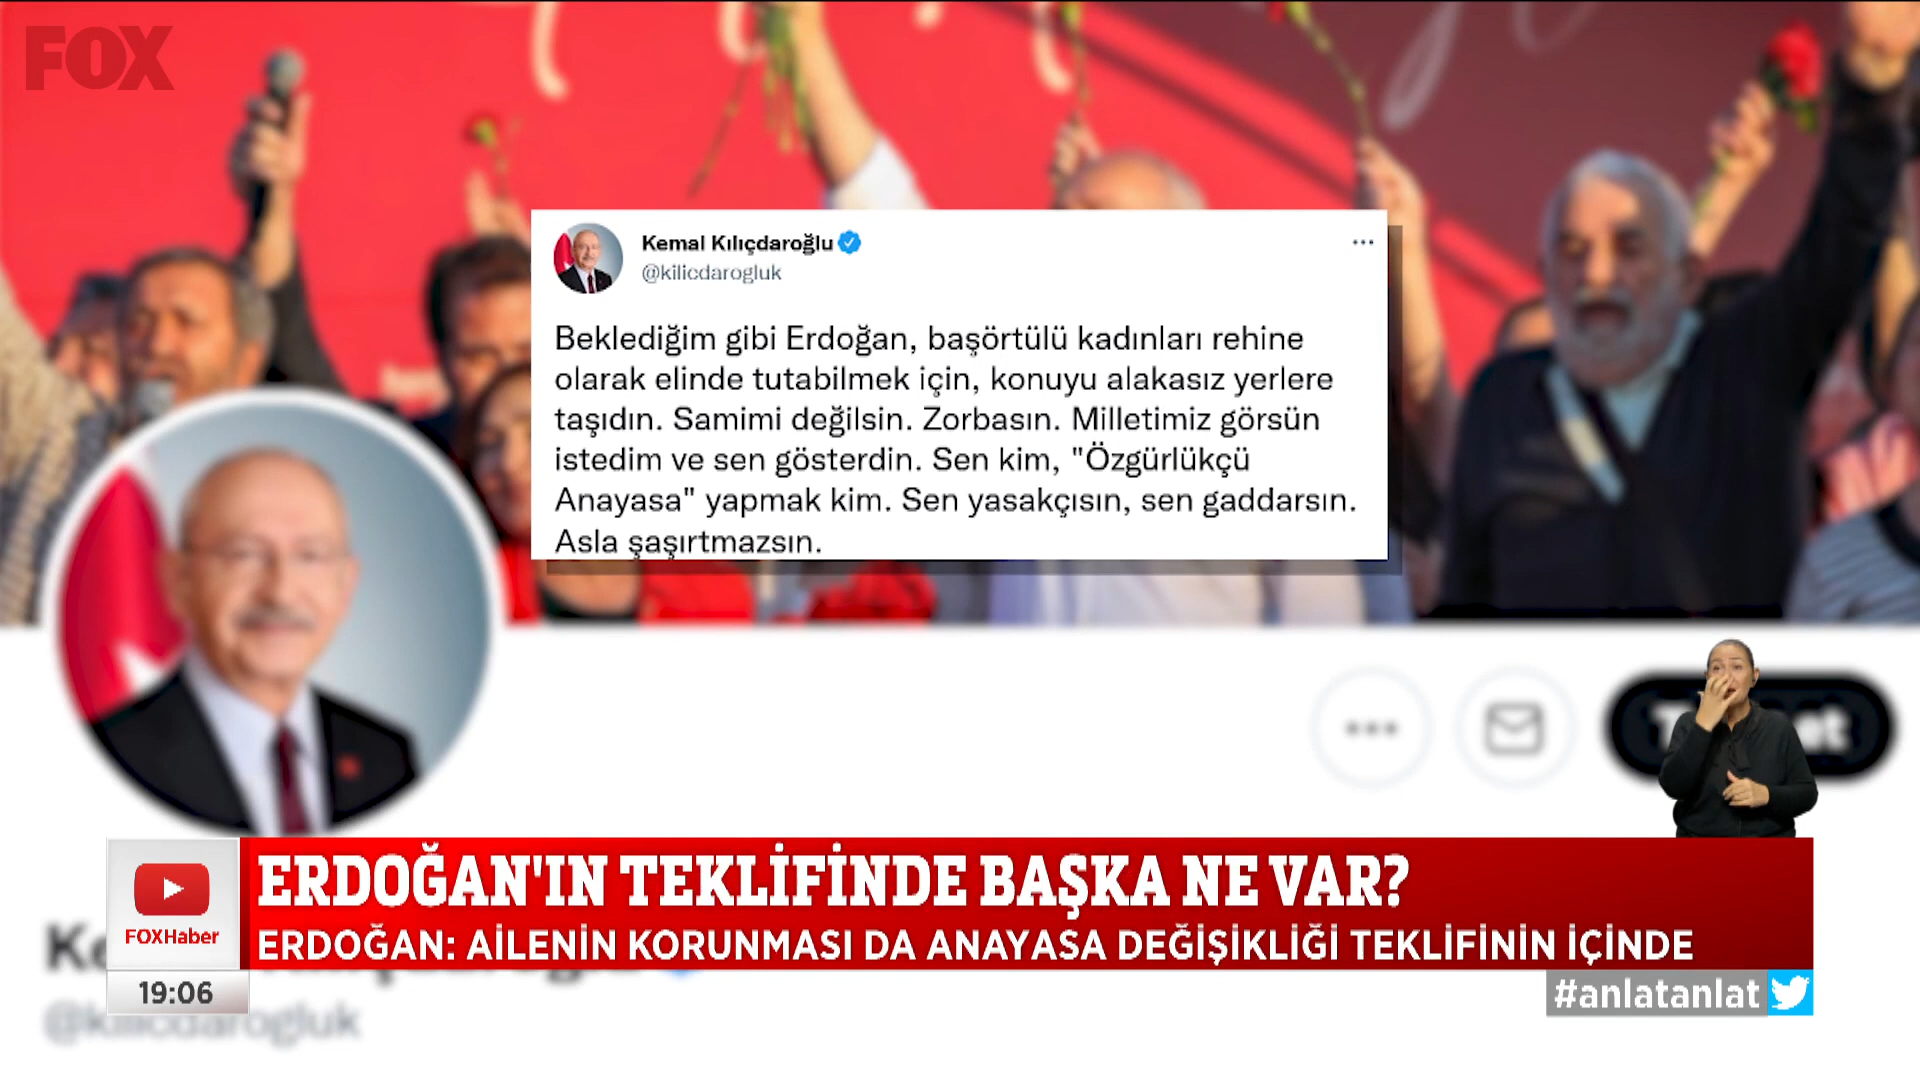 FOX
Kemal Kılıçdaroğlu
@kilicdarogluk
Beklediğim gibi Erdoğan, başörtülü kadınları rehine
olarak elinde tutabilmek için, konuyu alakasız yerlere
taşıdın. Samimi değilsin. Zorbasın. Milletimiz görsün
istedim ve sen gösterdin. Sen kim, "Özgürlükçü
Anayasa" yapmak kim. Sen yasakçısın, sen gaddarsın.
Asla şaşırtmazsın.
ERDOĞAN'IN TEKLİFİNDE BAŞKA NE VAR?
FOXHaber
ERDOĞAN: AİLENİN KORUNMASI DA ANAYASA DEĞİŞİKLİĞİ TEKLİFİNİN İÇİNDE
19:06
#anlatanlat
@kilicdarogluk